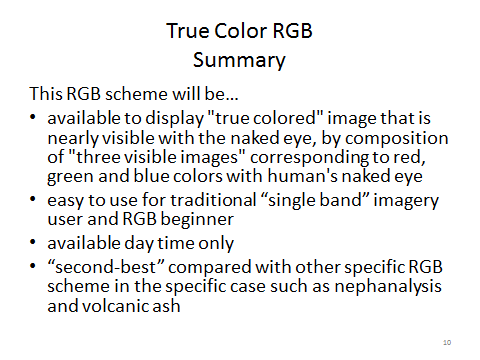 True Color RGB
Summary
This RGB scheme will be…
• available to display "true colored" image that is
nearly visible with the naked eye, by composition
of "three visible images" corresponding to red,
green and blue colors with human's naked eye
• easy to use for traditional “single band” imagery
user and RGB beginner
• available day time only
• “second-best” compared with other specific RGB
scheme in the specific case such as nephanalysis
and volcanic ash
10